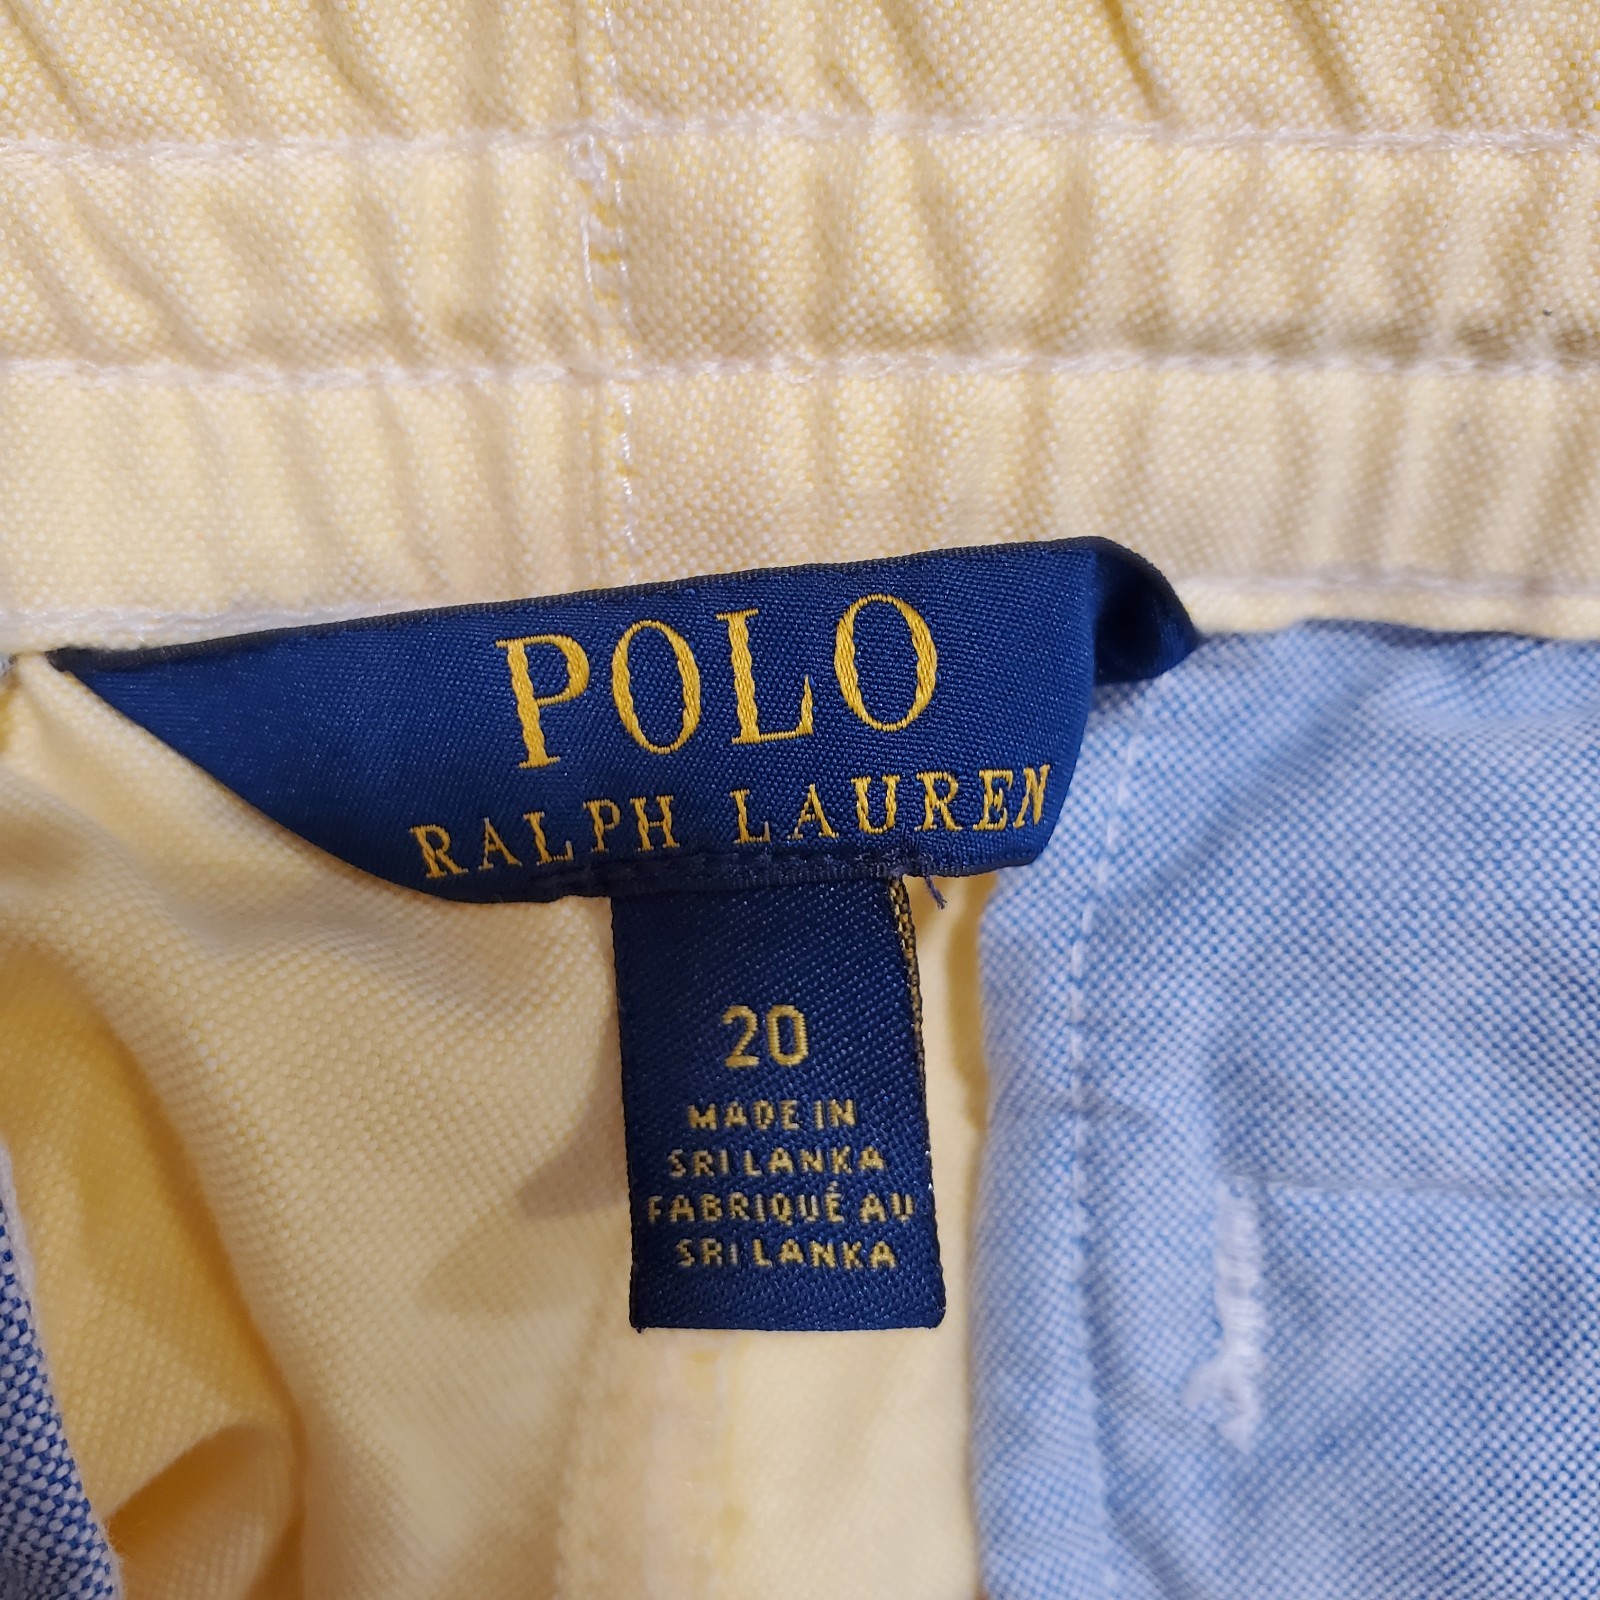 POLO
RALPH LAUREN
20
MADE IN
SRI LANKA
FABRIQUÉ AU
SRI LANKA